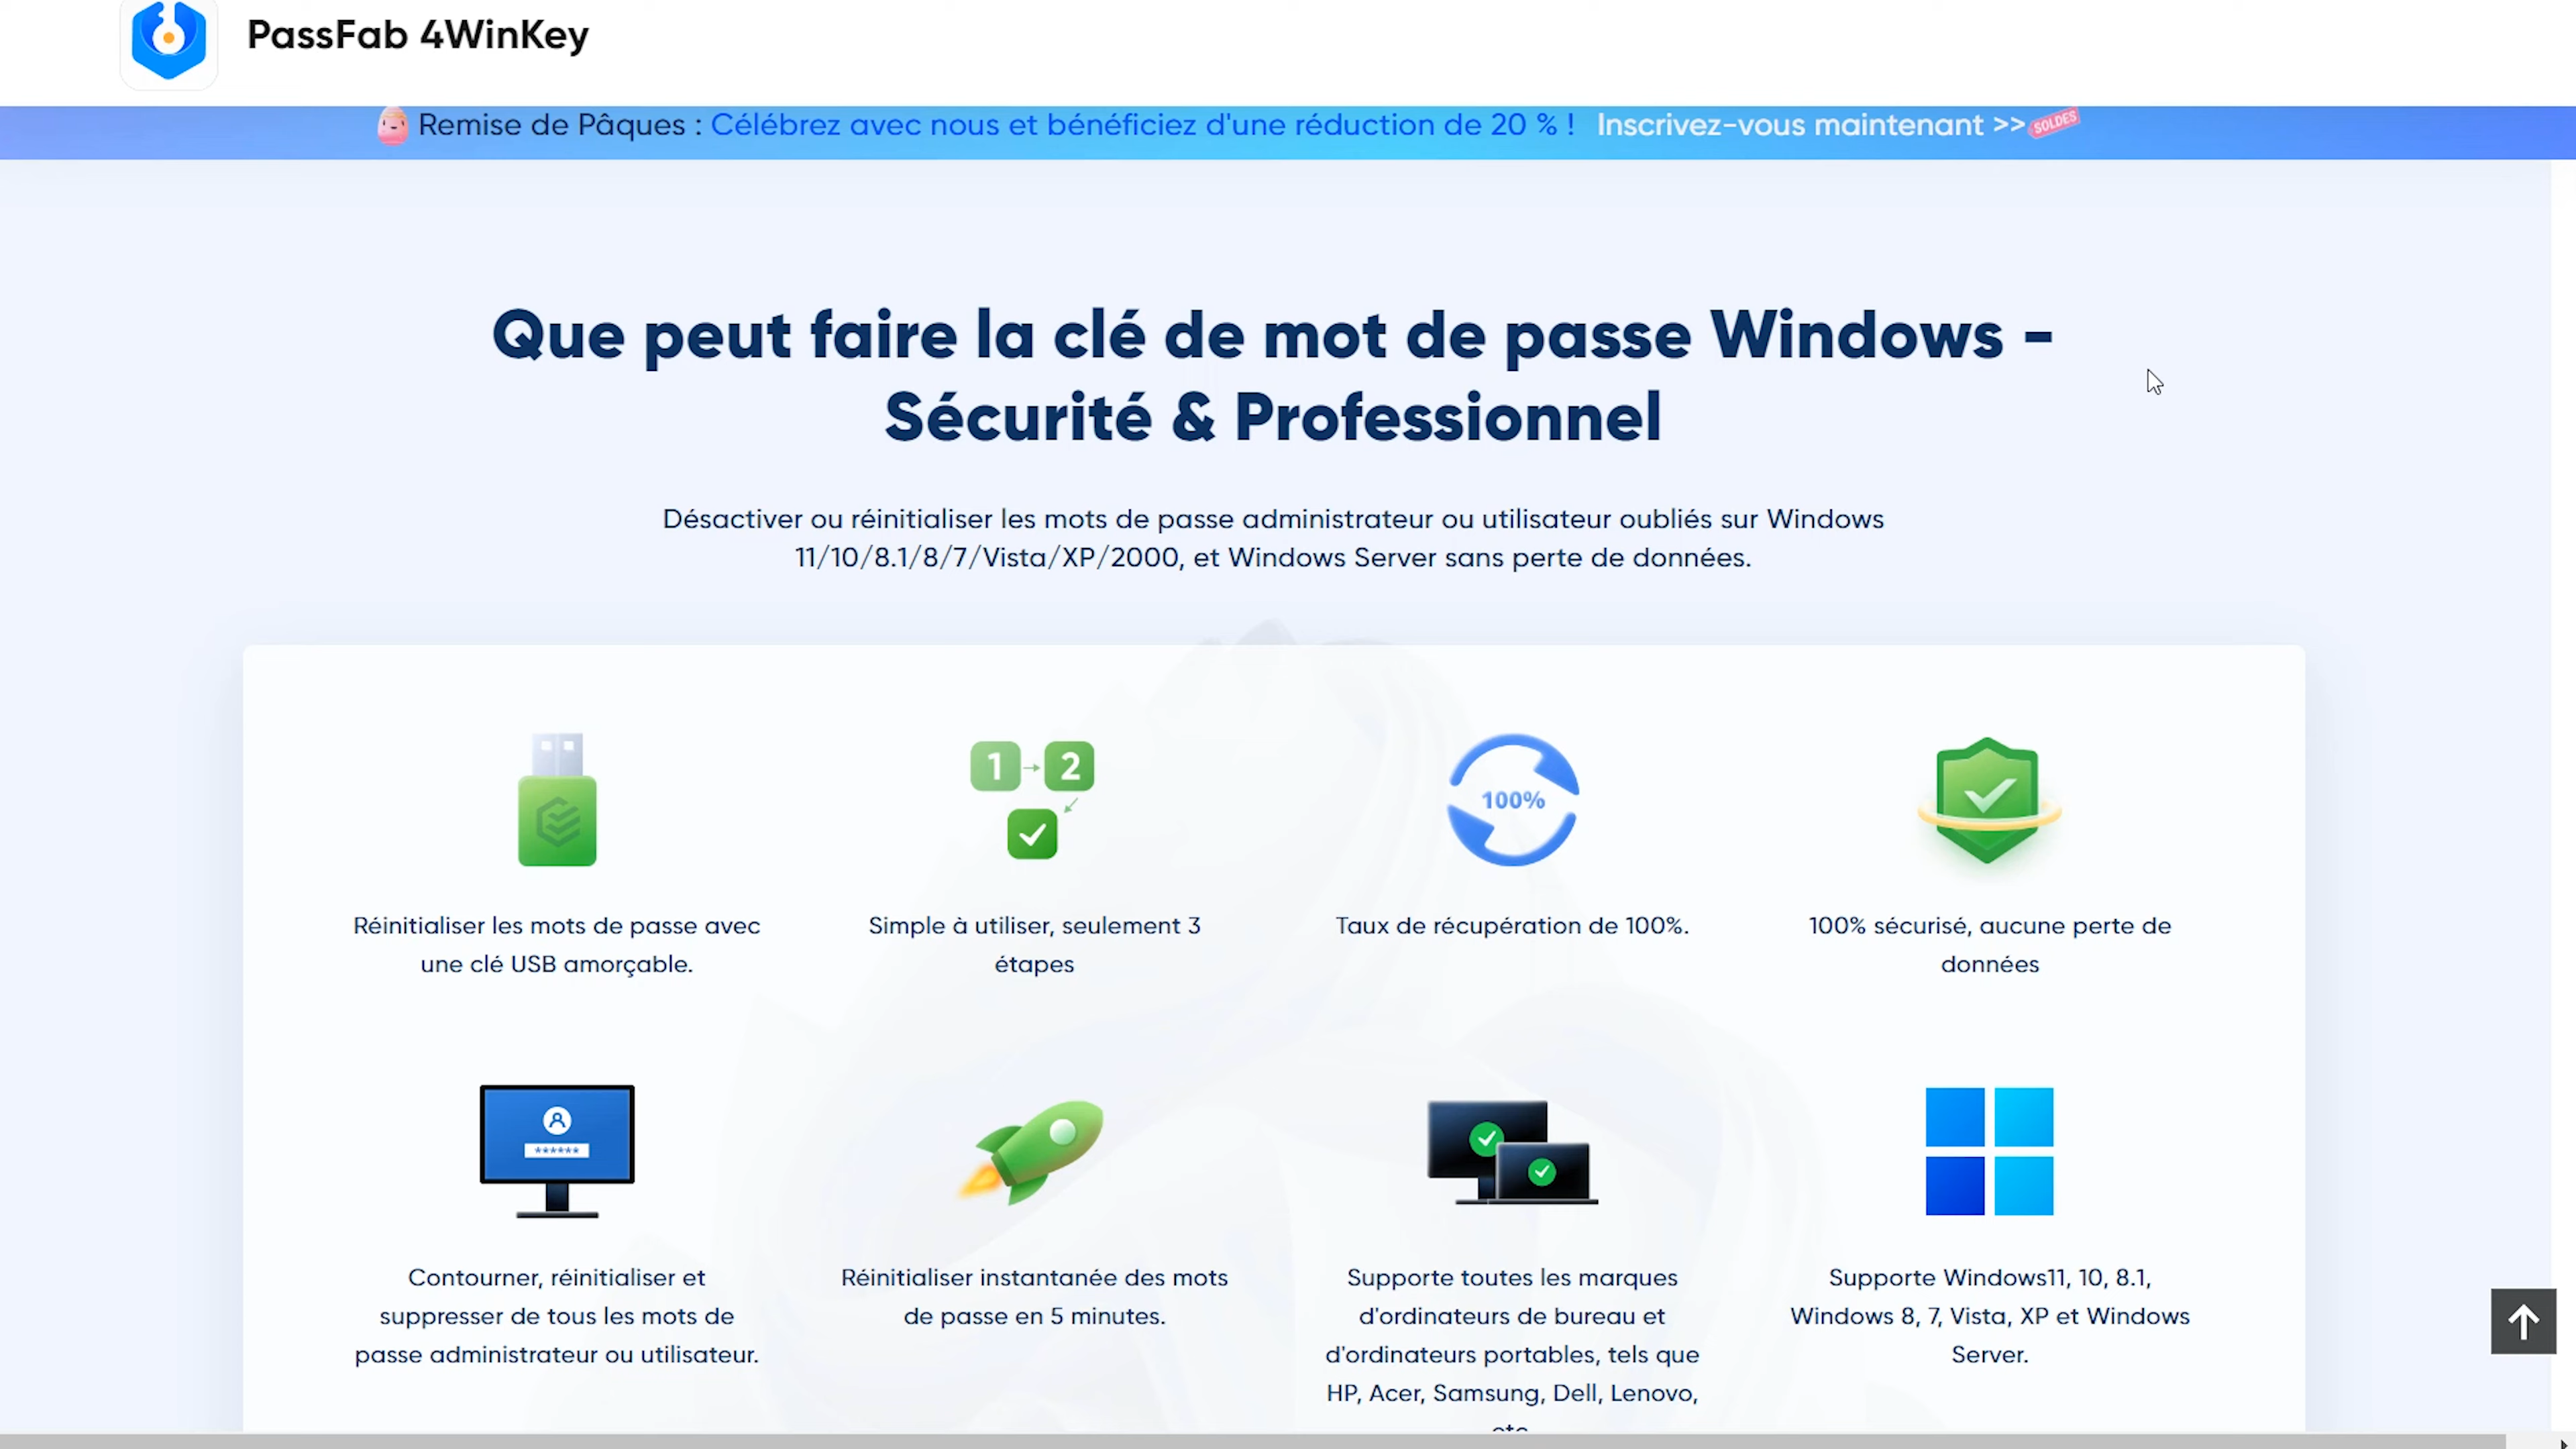 PassFab 4WinKey
Remise de Pâques : Célébrez avec nous et bénéficiez d'une réduction de 20 % ! Inscrivez-vous maintenant >> SOLDES
Que peut faire la clé de mot de passe Windows -
Sécurité & Professionnel
Désactiver ou réinitialiser les mots de passe administrateur ou utilisateur oubliés sur Windows
11/10/8.1/8/7/Vista/XP/2000, et Windows Server sans perte de données.
1 → 2
100%
Réinitialiser les mots de passe avec
une clé USB amorçable.
Simple à utiliser, seulement 3
étapes
Taux de récupération de 100%.
100% sécurisé, aucune perte de
données
******
Contourner, réinitialiser et
suppresser de tous les mots de
passe administrateur ou utilisateur.
Réinitialiser instantanée des mots
de passe en 5 minutes.
Supporte toutes les marques
d'ordinateurs de bureau et
d'ordinateurs portables, tels que
HP, Acer, Samsung, Dell, Lenovo,
etc
Supporte Windows11, 10, 8.1,
Windows 8, 7, Vista, XP et Windows
Server.